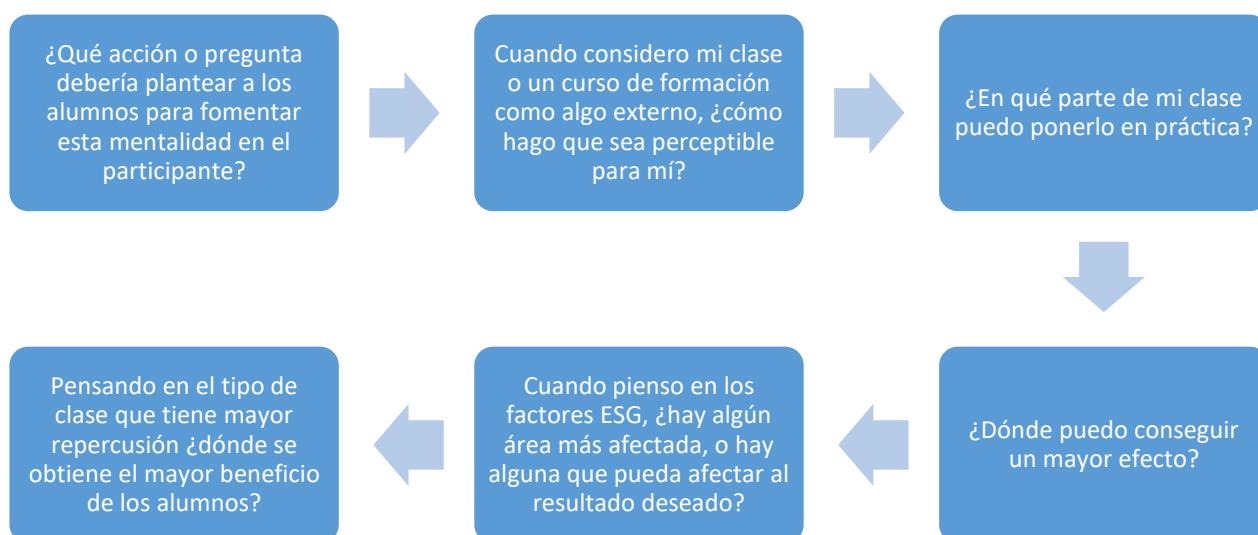 ¿Qué acción o pregunta
debería plantear a los
alumnos para fomentar
esta mentalidad en el
participante?
Cuando considero mi clase
o un curso de formación
como algo externo, ¿cómo
hago que sea perceptible
para mí?
¿En qué parte de mi clase
puedo ponerlo en práctica?
¿Dónde puedo conseguir
un mayor efecto?
Cuando pienso en los
factores ESG, ¿hay algún
área más afectada, o hay
alguna que pueda afectar al
resultado deseado?
Pensando en el tipo de
clase que tiene mayor
repercusión ¿dónde se
obtiene el mayor beneficio
de los alumnos?